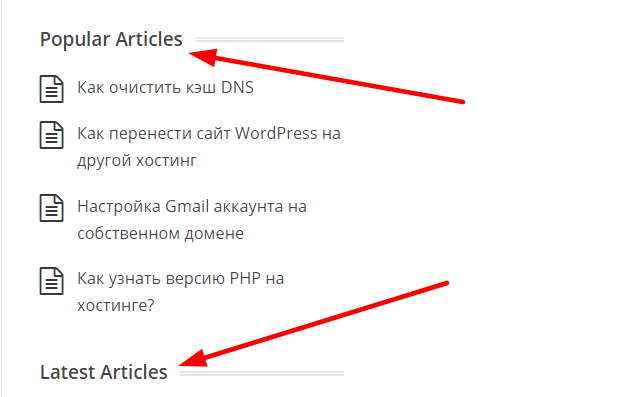 Popular Articles
Как очистить кэш DNS
Как перенести сайт WordPress на
другой хостинг
Настройка Gmail аккаунта на
собственном домене
Как узнать версию PHP на
хостинге?
Latest Articles